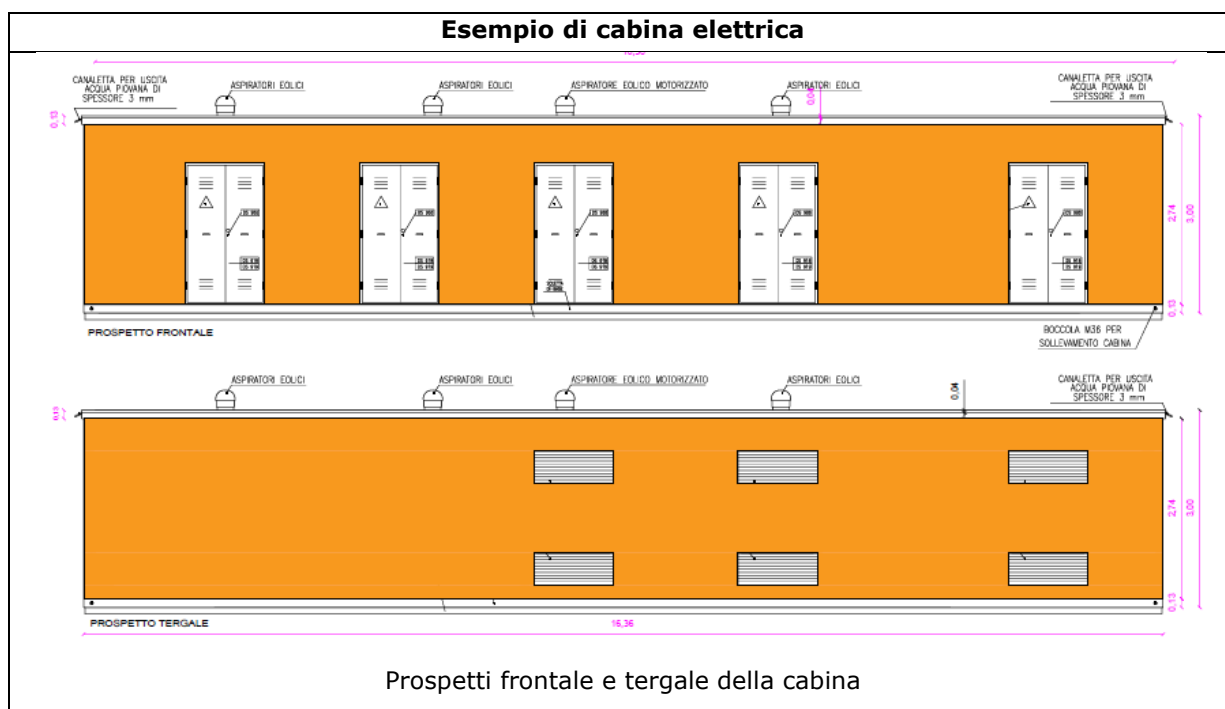 Esempio di cabina elettrica
CANALETTA PER USCITA
ACQUA PIOVANA DI
SPESSORE 3 mm
ASPIRATORI EOLICI
ASPIRATORI EOLICI
ASPIRATORE EOLICO MOTORIZZATO
ASPIRATORI EOLICI
CANALETTA PER USCITA
ACQUA PIOVANA DI
SPESSORE 3 mm
0,13
0,04
2,74
3,00
0,13
PROSPETTO FRONTALE
BOCCOLA M36 PER
SOLLEVAMENTO CABINA
ASPIRATORI EOLICI
ASPIRATORI EOLICI
ASPIRATORE EOLICO MOTORIZZATO
ASPIRATORI EOLICI
CANALETTA PER USCITA
ACQUA PIOVANA DI
SPESSORE 3 mm
0,13
0,04
2,74
3,00
0,13
PROSPETTO TERGALE
16,36
Prospetti frontale e tergale della cabina